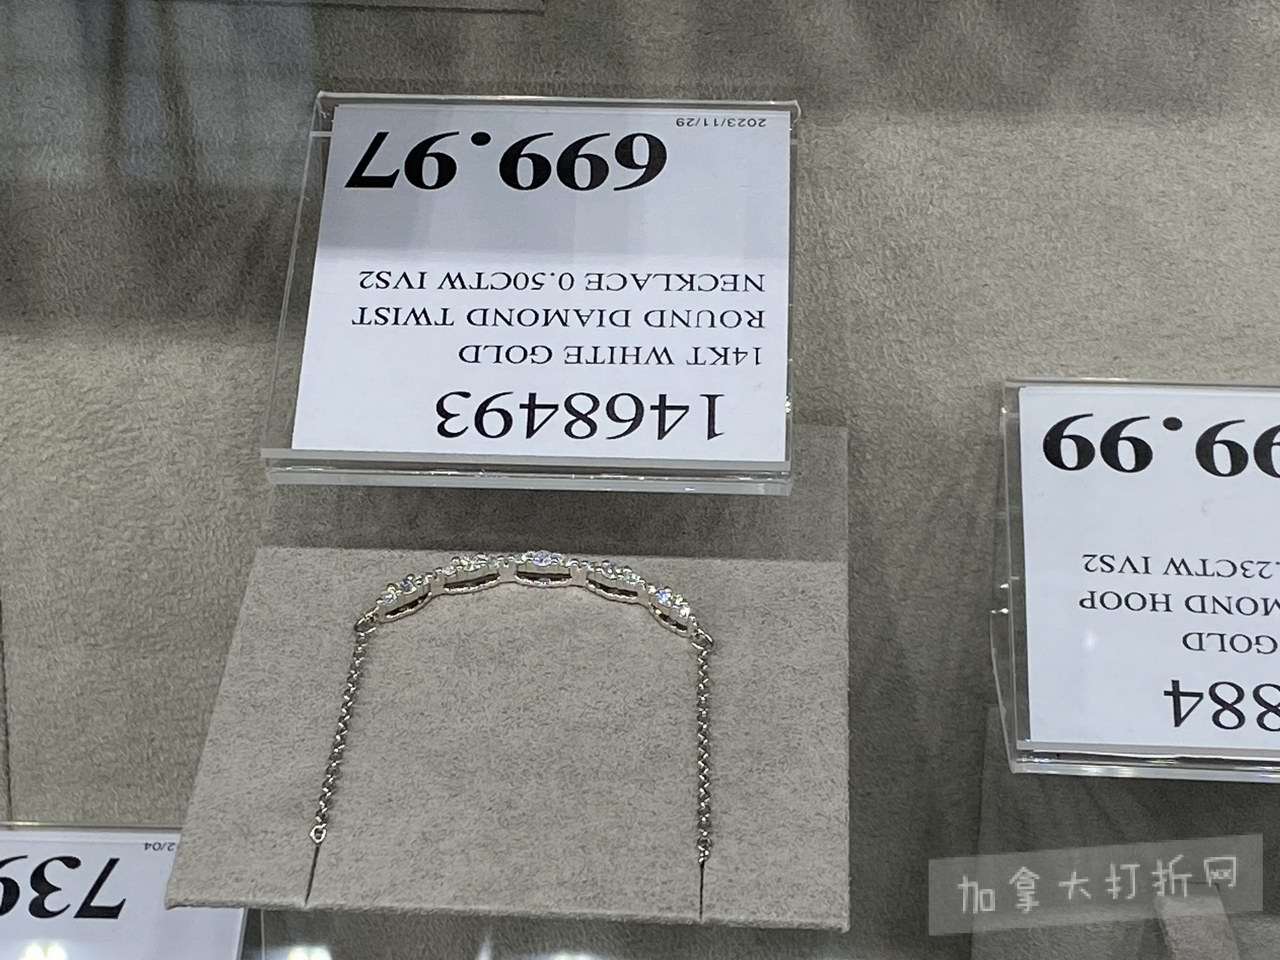 1468493
14KT WHITE GOLD
ROUND DIAMOND TWIST
NECKLACE 0.50CTW IVS2
699.97
2023/11/29
884
GOLD
MOND HOOP
.23CTW IVS2
99.99
739
2/04
加拿大打折网